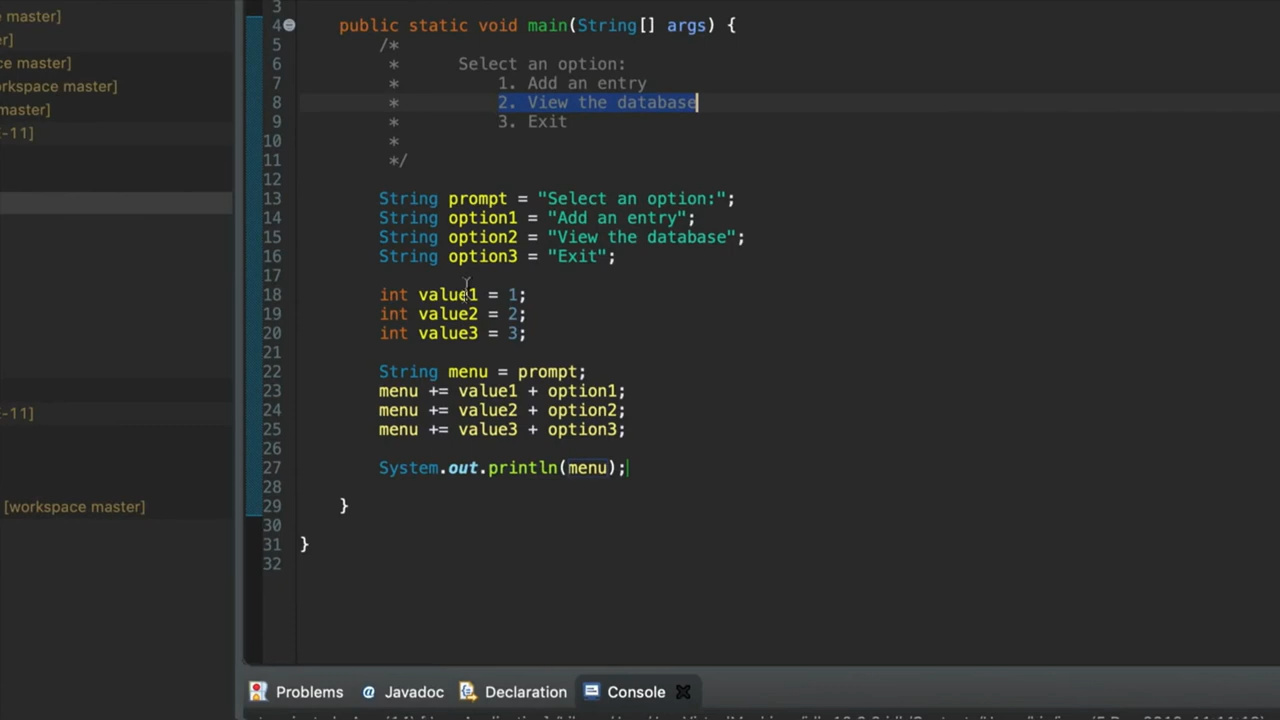 e master]
er]
ce master]
rkspace master]
master]
E-11]
E-11]
[workspace master]
3
4 public static void main(String[] args) {
5 /*
6 * Select an option:
7 * 1. Add an entry
8 * 2. View the database
9 * 3. Exit
10 *
11 */
12
13 String prompt = "Select an option:";
14 String option1 = "Add an entry";
15 String option2 = "View the database";
16 String option3 = "Exit";
17
18 int value1 = 1;
19 int value2 = 2;
20 int value3 = 3;
21
22 String menu = prompt;
23 menu += value1 + option1;
24 menu += value2 + option2;
25 menu += value3 + option3;
26
27 System.out.println(menu);
28
29 }
30
31 }
32
Problems @ Javadoc Declaration Console